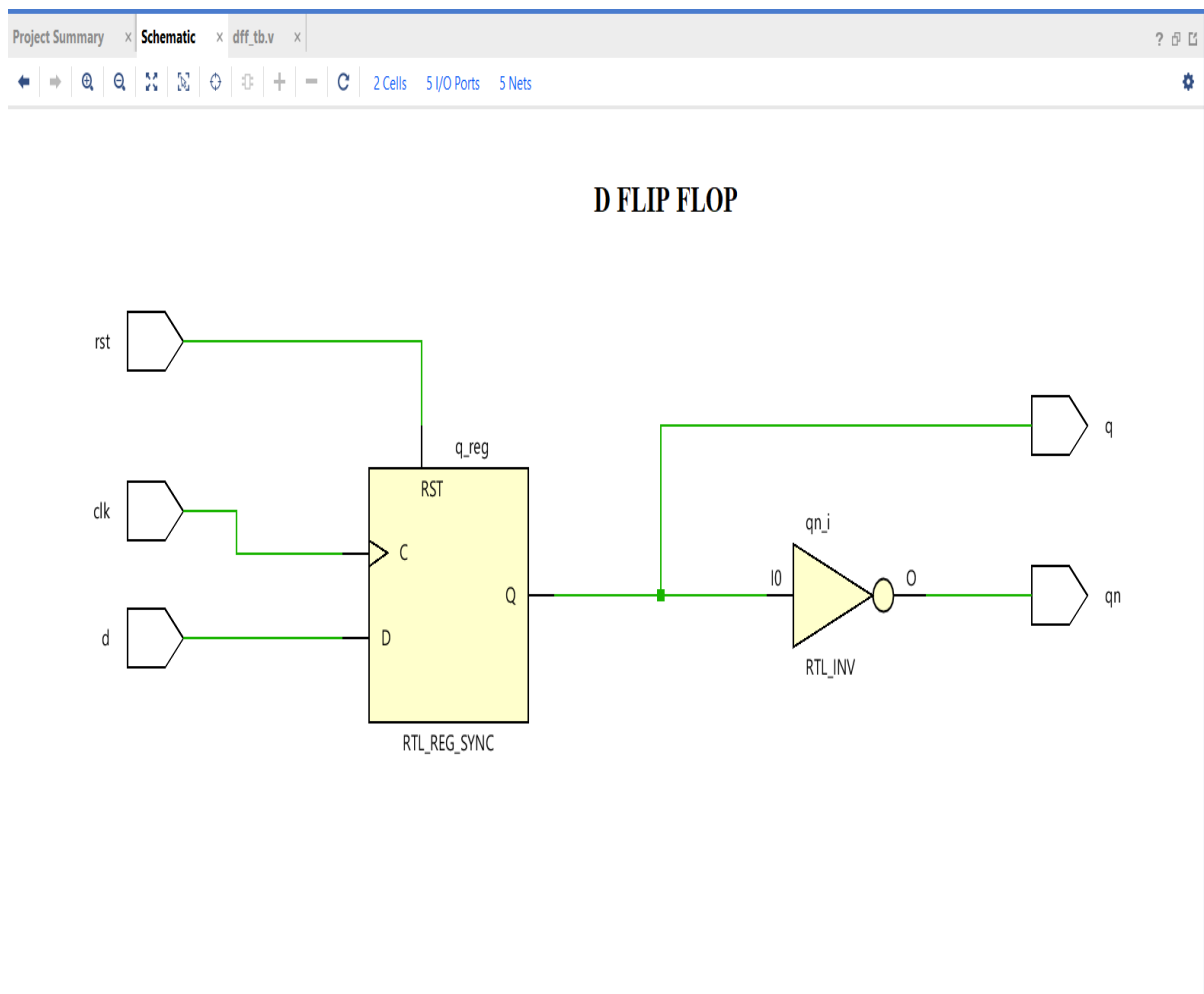 Project Summary × Schematic × dff_tb.v ×
2 Cells 5 I/O Ports 5 Nets
D FLIP FLOP
rst
q
q_reg
RST
clk
qn_i
C
I0 O
Q qn
d D
RTL_INV
RTL_REG_SYNC